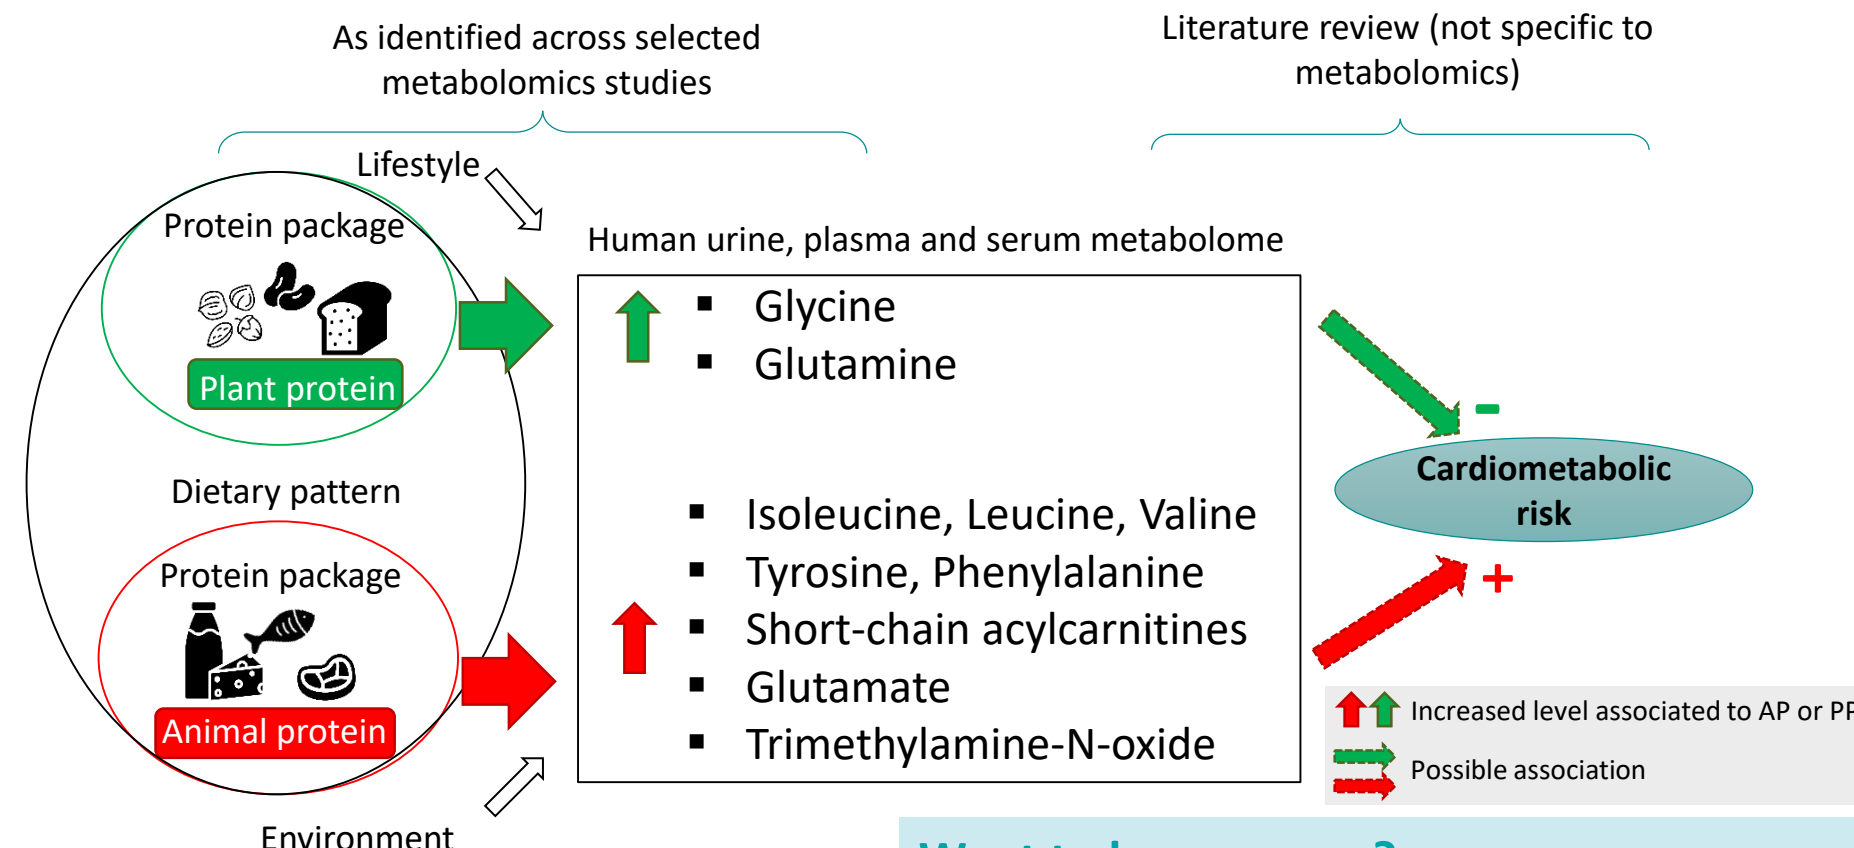 As identified across selected
metabolomics studies
Literature review (not specific to
metabolomics)
Lifestyle
Protein package
Plant protein
Dietary pattern
Protein package
Animal protein
Environment
Human urine, plasma and serum metabolome
▪ Glycine
▪ Glutamine
▪ Isoleucine, Leucine, Valine
▪ Tyrosine, Phenylalanine
▪ Short-chain acylcarnitines
▪ Glutamate
▪ Trimethylamine-N-oxide
-
Cardiometabolic
risk
+
Increased level associated to AP or PP
Possible association